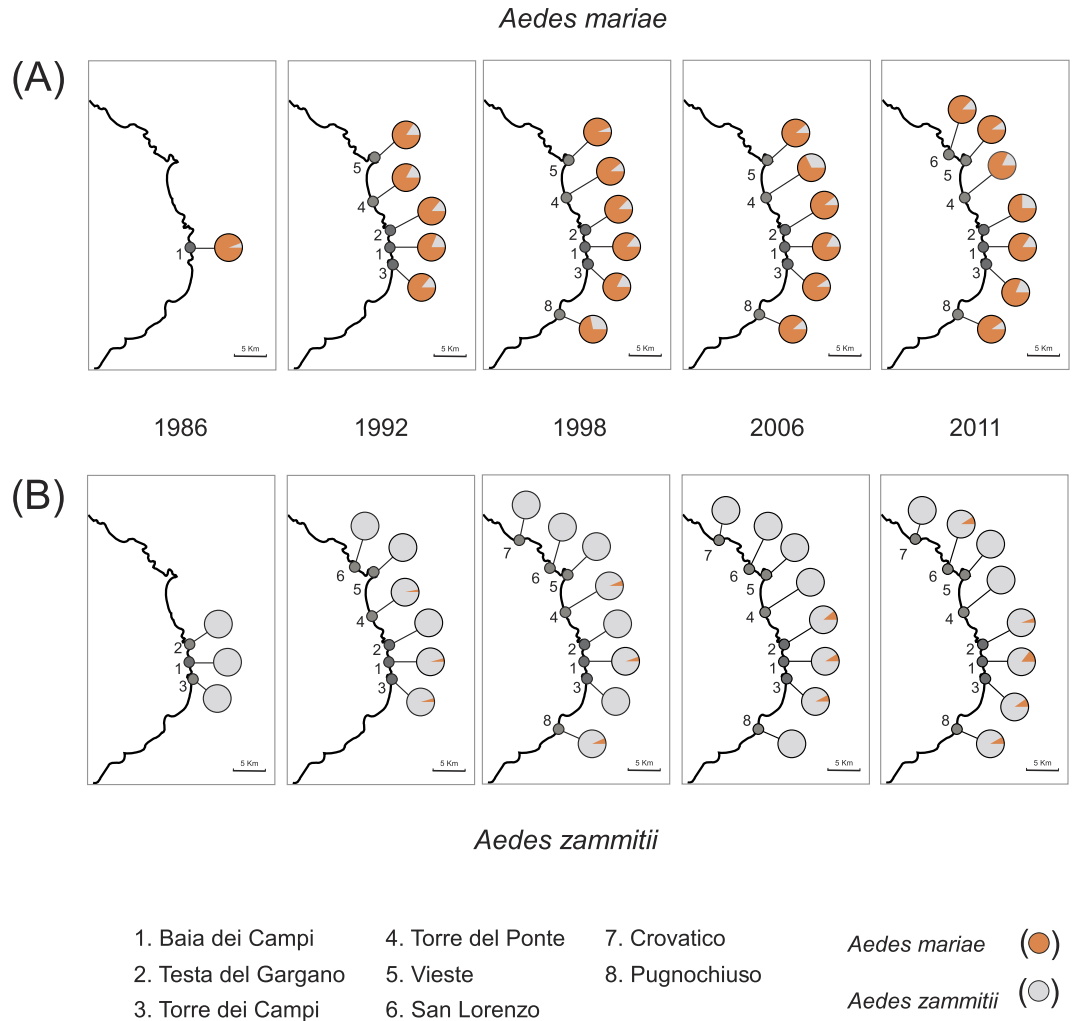 Aedes mariae
(A)
5
6
5
5
5
4
4
4
4
2
2
2
2
1
1
1
1
1
3
3
3
3
8
8
8
5 Km
5 Km
5 Km
5 Km
5 Km
1986
1992
1998
2006
2011
(B)
7
7
7
6
6
6
6
5
5
5
5
4
4
4
4
2
2
2
2
2
1
1
1
1
1
3
3
3
3
3
8
8
8
5 Km
5 Km
5 Km
5 Km
5 Km
Aedes zammitii
1. Baia dei Campi
4. Torre del Ponte
7. Crovatico
Aedes mariae ( )
2. Testa del Gargano
5. Vieste
8. Pugnochiuso
3. Torre dei Campi
6. San Lorenzo
Aedes zammitii ( )